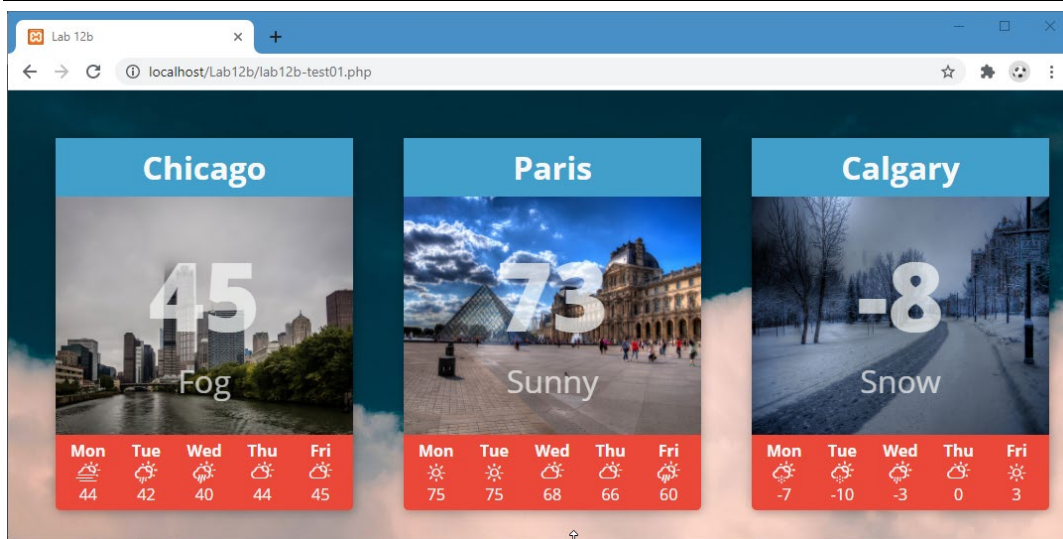 Lab 12b
localhost/Lab12b/lab12b-test01.php
Chicago
45
Fog
Mon Tue Wed Thu Fri
44 42 40 44 45
Paris
73
Sunny
Mon Tue Wed Thu Fri
75 75 68 66 60
Calgary
-8
Snow
Mon Tue Wed Thu Fri
-7 -10 -3 0 3